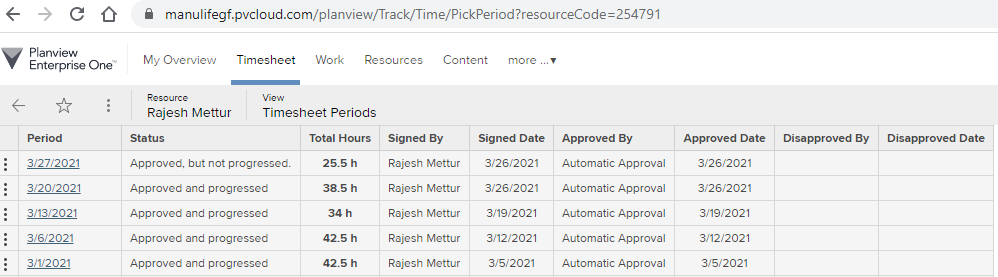 manulifegf.pvcloud.com/planview/Track/Time/PickPeriod?resourceCode=254791
Planview
Enterprise One™
My Overview Timesheet Work Resources Content more ...▾
Resource View
Rajesh Mettur Timesheet Periods
Period Status Total Hours Signed By Signed Date Approved By Approved Date Disapproved By Disapproved Date
3/27/2021 Approved, but not progressed. 25.5 h Rajesh Mettur 3/26/2021 Automatic Approval 3/26/2021
3/20/2021 Approved and progressed 38.5 h Rajesh Mettur 3/26/2021 Automatic Approval 3/26/2021
3/13/2021 Approved and progressed 34 h Rajesh Mettur 3/19/2021 Automatic Approval 3/19/2021
3/6/2021 Approved and progressed 42.5 h Rajesh Mettur 3/12/2021 Automatic Approval 3/12/2021
3/1/2021 Approved and progressed 42.5 h Rajesh Mettur 3/5/2021 Automatic Approval 3/5/2021